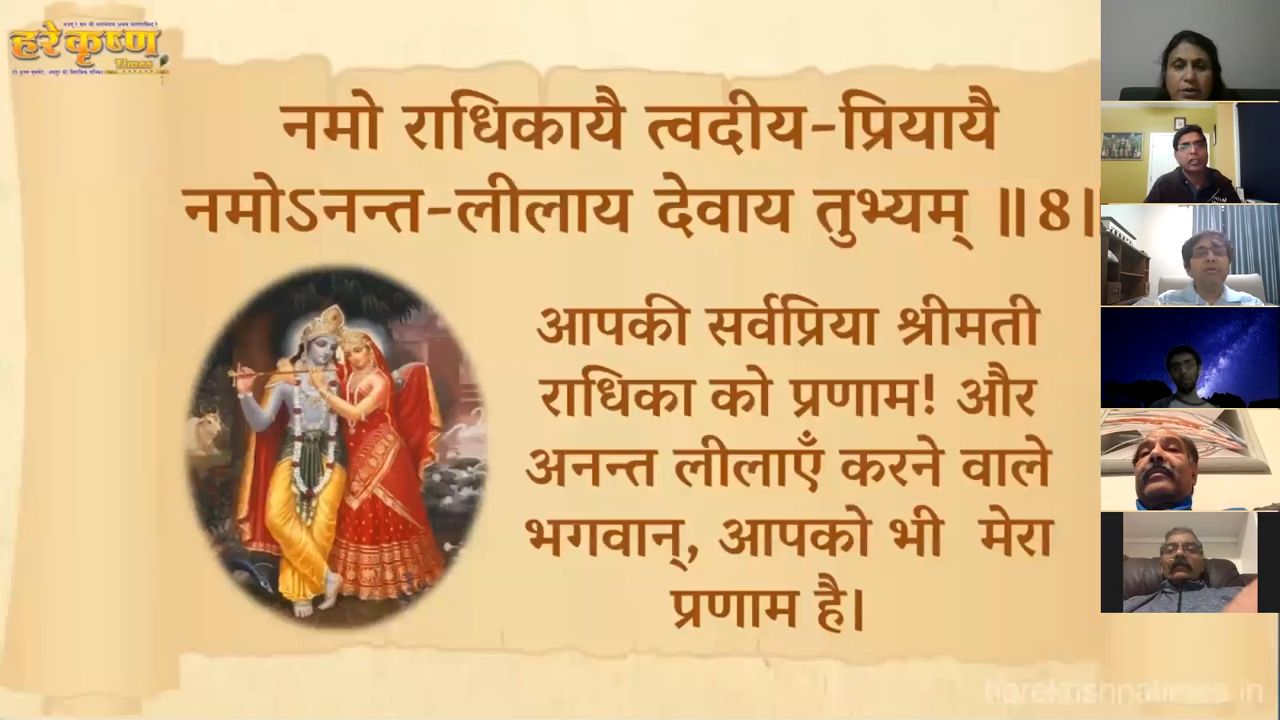 हरे कृष्ण
Times
नमो राधिकायै त्वदीय-प्रियायै
नमोऽनन्त-लीलाय देवाय तुभ्यम् ॥8।
आपकी सर्वप्रिया श्रीमती
राधिका को प्रणाम! और
अनन्त लीलाएँ करने वाले
भगवान्, आपको भी मेरा
प्रणाम है।
harekrishnatimes.in